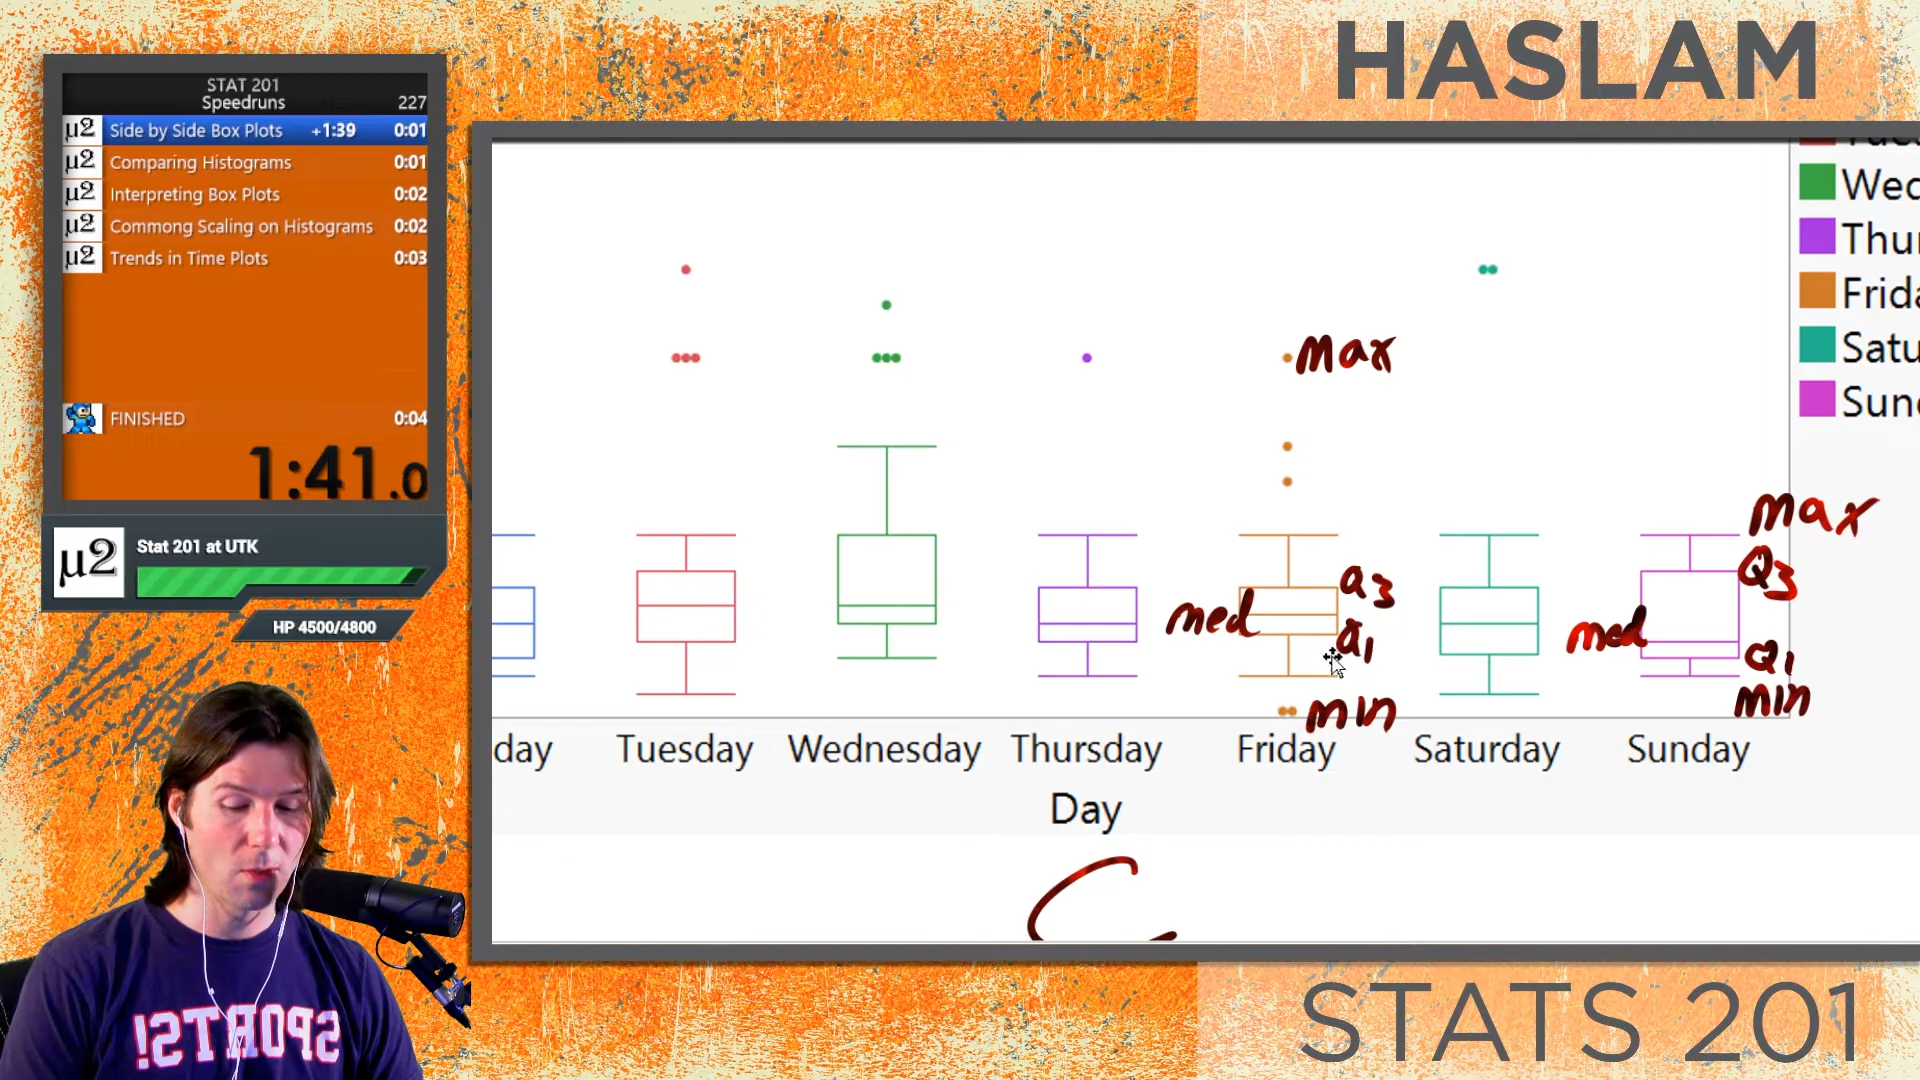 HASLAM
STAT 201
Speedruns 227
μ2 Side by Side Box Plots +1:39 0:01
μ2 Comparing Histograms 0:01
μ2 Interpreting Box Plots 0:02
μ2 Commong Scaling on Histograms 0:02
μ2 Trends in Time Plots 0:03
FINISHED 0:04
1:41.0
μ2 Stat 201 at UTK
HP 4500/4800
Wed
Thur
Frida
Satu
Sund
max
max
Q3
Q3
med
Q1
med
Q1
min
min
day Tuesday Wednesday Thursday Friday Saturday Sunday
Day
C
SPORTS!
STATS 201